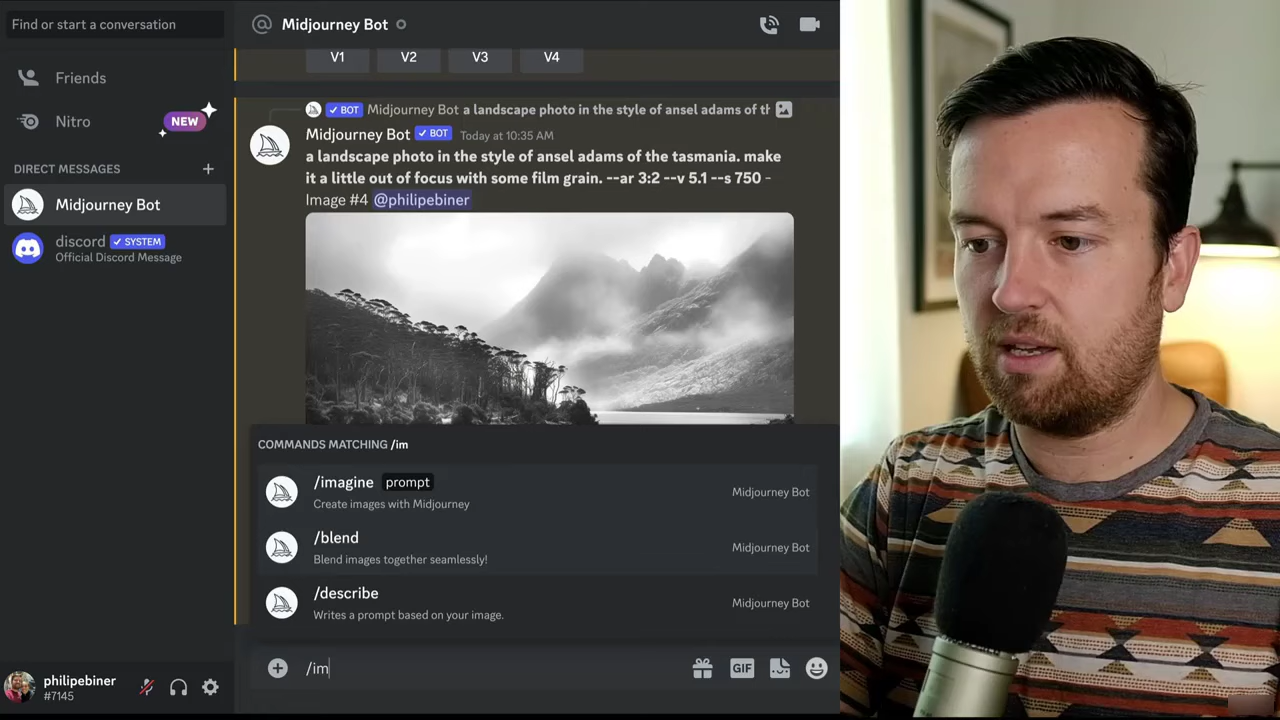 Find or start a conversation
Friends
Nitro
NEW
DIRECT MESSAGES
Midjourney Bot
discord
SYSTEM
Official Discord Message
philipebiner
#7145
@ Midjourney Bot
V1 V2 V3 V4
BOT Midjourney Bot a landscape photo in the style of ansel adams of th
Midjourney Bot BOT Today at 10:35 AM
a landscape photo in the style of ansel adams of the tasmania. make
it a little out of focus with some film grain. --ar 3:2 --v 5.1 --s 750 -
Image #4 @philipebiner
COMMANDS MATCHING /im
/imagine prompt
Create images with Midjourney
Midjourney Bot
/blend
Blend images together seamlessly!
Midjourney Bot
/describe
Writes a prompt based on your image.
Midjourney Bot
/im
GIF